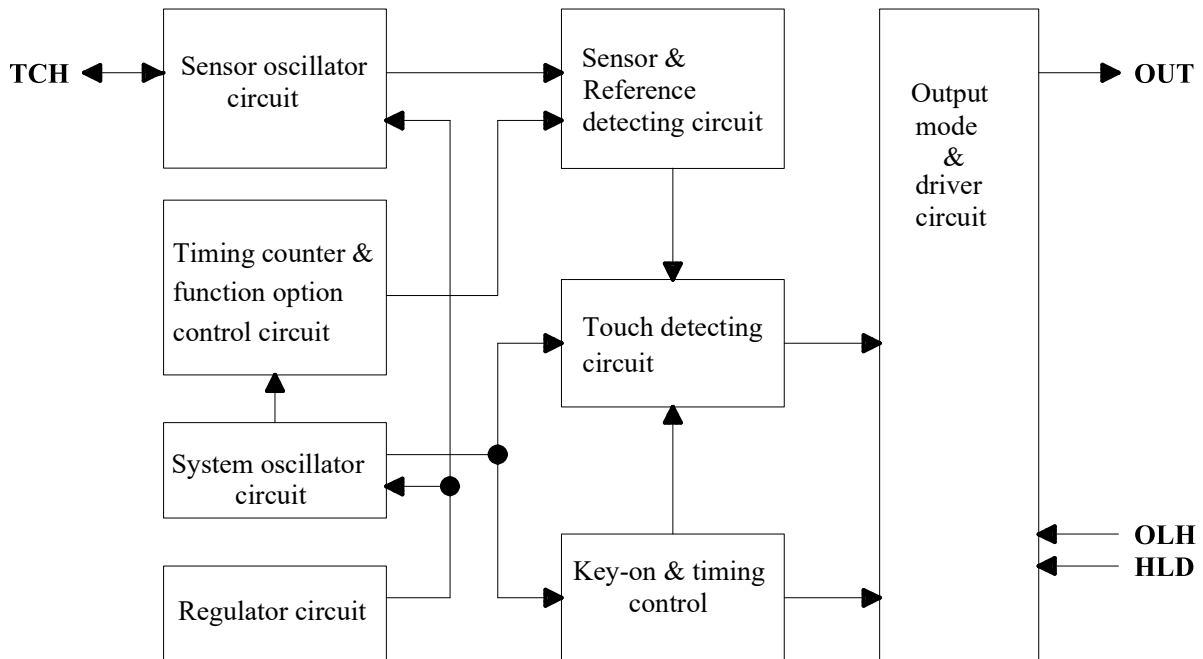 TCH
Sensor oscillator
circuit
Sensor &
Reference
detecting circuit
Output
mode
&
driver
circuit
OUT
Timing counter &
function option
control circuit
Touch detecting
circuit
System oscillator
circuit
Key-on & timing
control
OLH
HLD
Regulator circuit